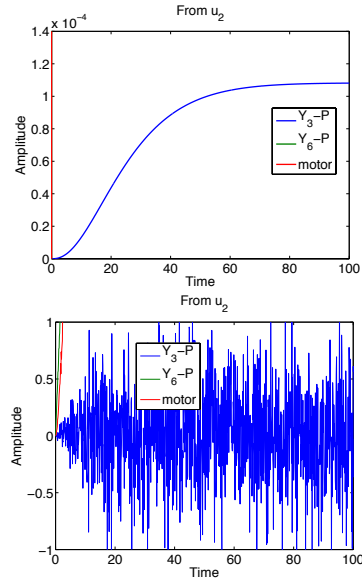 From u2
1.4 x 10^-4
1.2
1
0.8
0.6
0.4
0.2
0
0 20 40 60 80 100
Amplitude
Time
Y3-P
Y6-P
motor
From u2
1
0.5
0
-0.5
-1
0 20 40 60 80 100
Amplitude
Time
Y3-P
Y6-P
motor